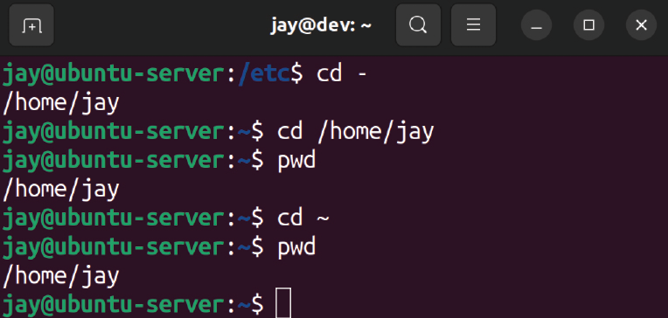 jay@dev: ~
jay@ubuntu-server:/etc$ cd -
/home/jay
jay@ubuntu-server:~$ cd /home/jay
jay@ubuntu-server:~$ pwd
/home/jay
jay@ubuntu-server:~$ cd ~
jay@ubuntu-server:~$ pwd
/home/jay
jay@ubuntu-server:~$